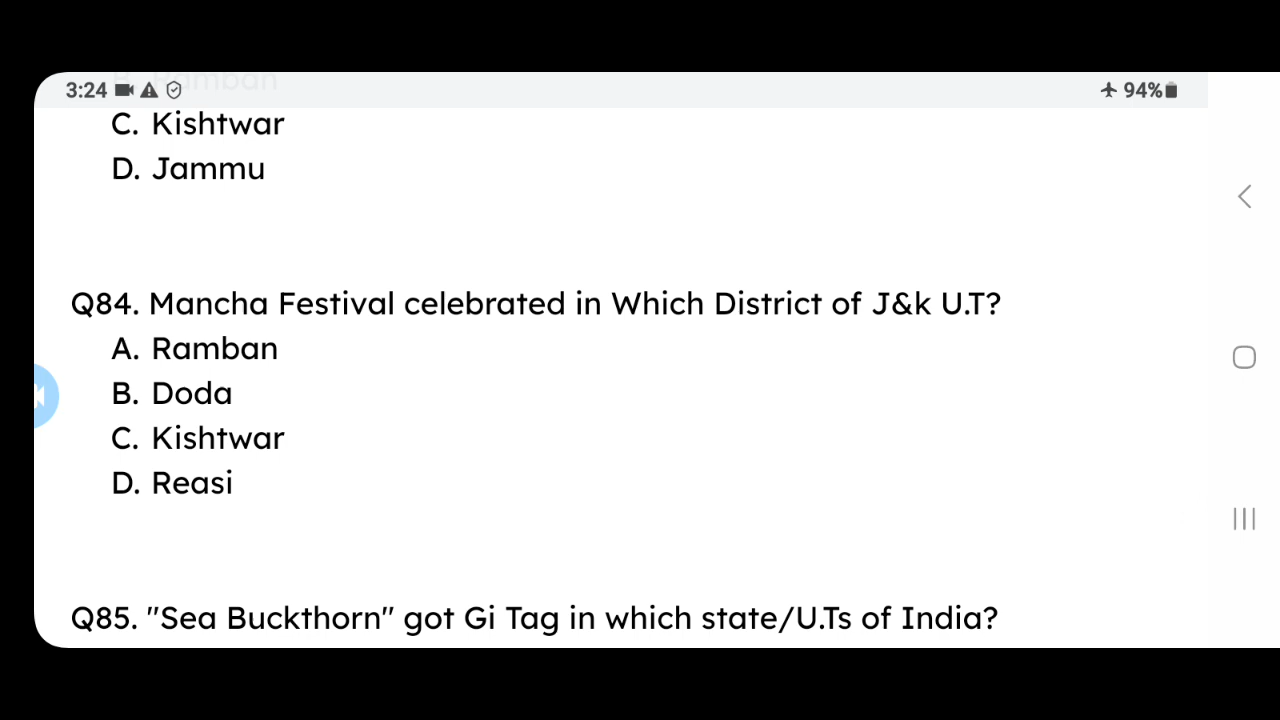 3:24 94%
B. Ramban
C. Kishtwar
D. Jammu
Q84. Mancha Festival celebrated in Which District of J&k U.T?
A. Ramban
B. Doda
C. Kishtwar
D. Reasi
Q85. "Sea Buckthorn" got Gi Tag in which state/U.Ts of India?